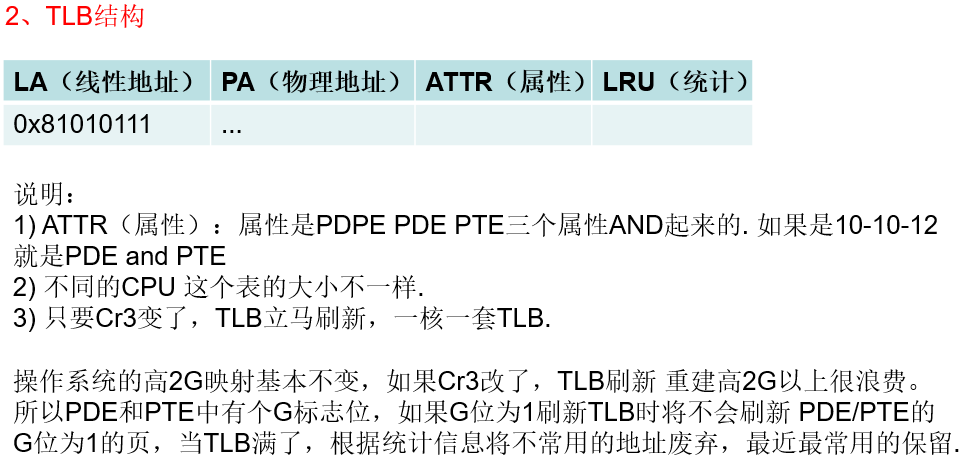 2、TLB结构
LA（线性地址） PA（物理地址） ATTR（属性） LRU（统计）
0x81010111 ...
说明：
1) ATTR（属性）：属性是PDPE PDE PTE三个属性AND起来的. 如果是10-10-12
就是PDE and PTE
2) 不同的CPU 这个表的大小不一样.
3) 只要Cr3变了，TLB立马刷新，一核一套TLB.
操作系统的高2G映射基本不变，如果Cr3改了，TLB刷新 重建高2G以上很浪费。
所以PDE和PTE中有个G标志位，如果G位为1刷新TLB时将不会刷新 PDE/PTE的
G位为1的页，当TLB满了，根据统计信息将不常用的地址废弃，最近最常用的保留.